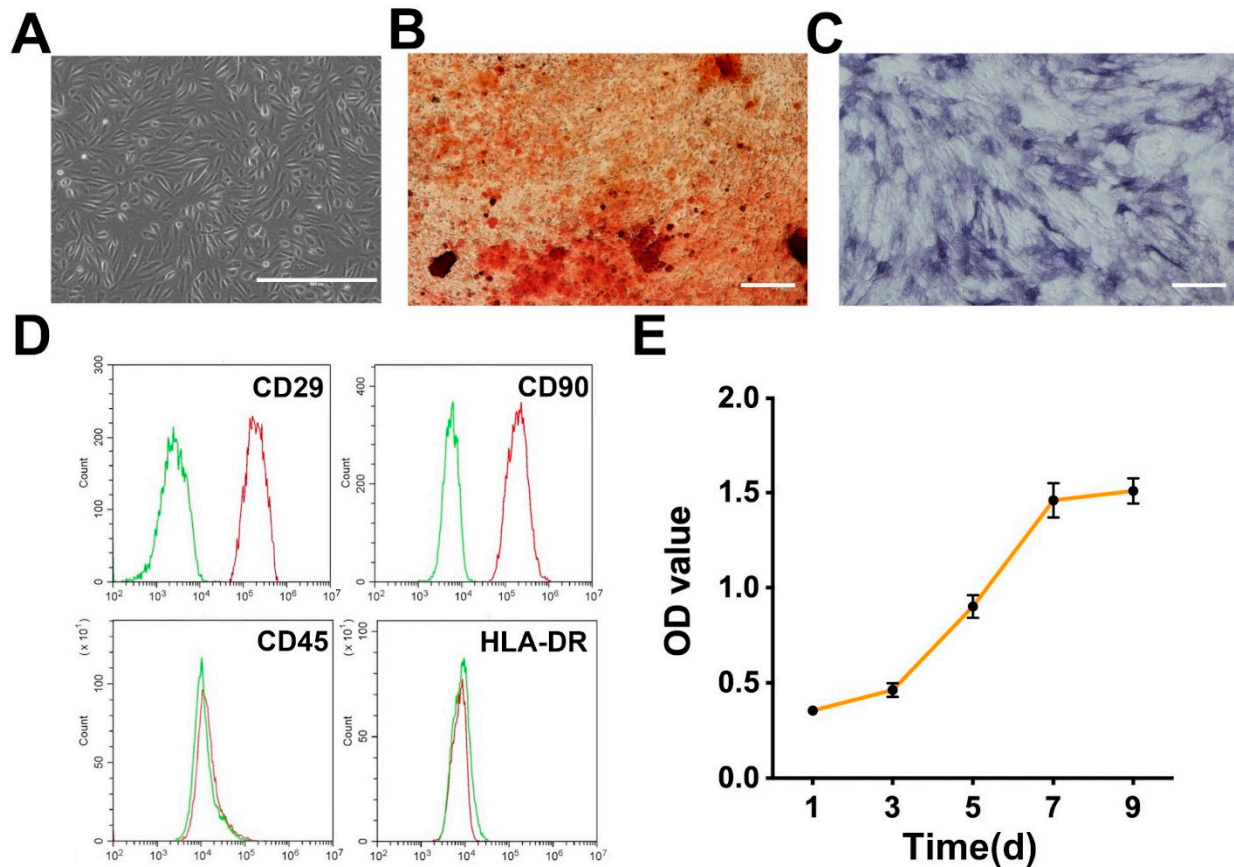 A
B
C
D
CD29
Count
300
200
100
0
10² 10³ 10⁴ 10⁵ 10⁶ 10⁷
CD90
Count
400
200
0
10² 10³ 10⁴ 10⁵ 10⁶ 10⁷
CD45
(x 10¹)
Count
100
50
0
10² 10³ 10⁴ 10⁵ 10⁶ 10⁷
HLA-DR
(x 10¹)
Count
100
50
0
10² 10³ 10⁴ 10⁵ 10⁶ 10⁷
E
OD value
2.0
1.5
1.0
0.5
0.0
1 3 5 7 9
Time(d)